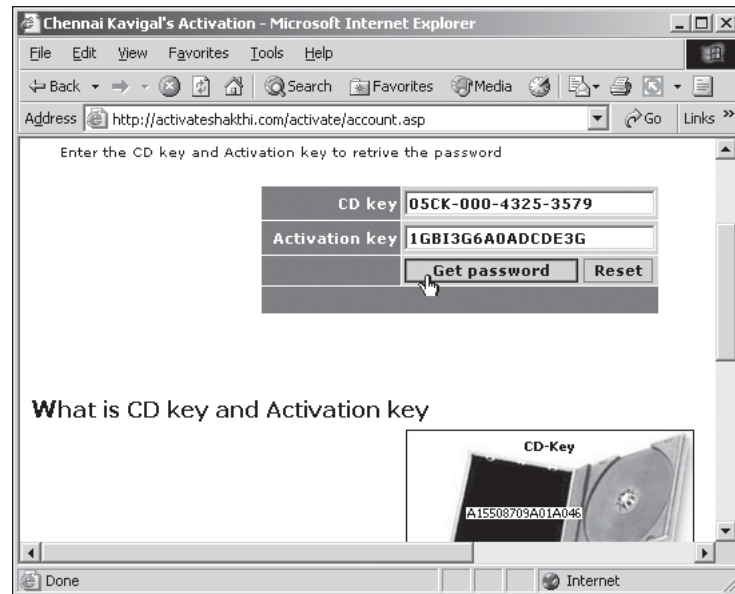 Chennai Kavigal's Activation - Microsoft Internet Explorer
File Edit View Favorites Tools Help
Back Search Favorites Media
Address http://activateshakthi.com/activate/account.asp Go Links »
Enter the CD key and Activation key to retrive the password
CD key 05CK-000-4325-3579
Activation key 1GBI3G6A0ADCDE3G
Get password Reset
What is CD key and Activation key
CD-Key
A15508709A01A046
Done Internet